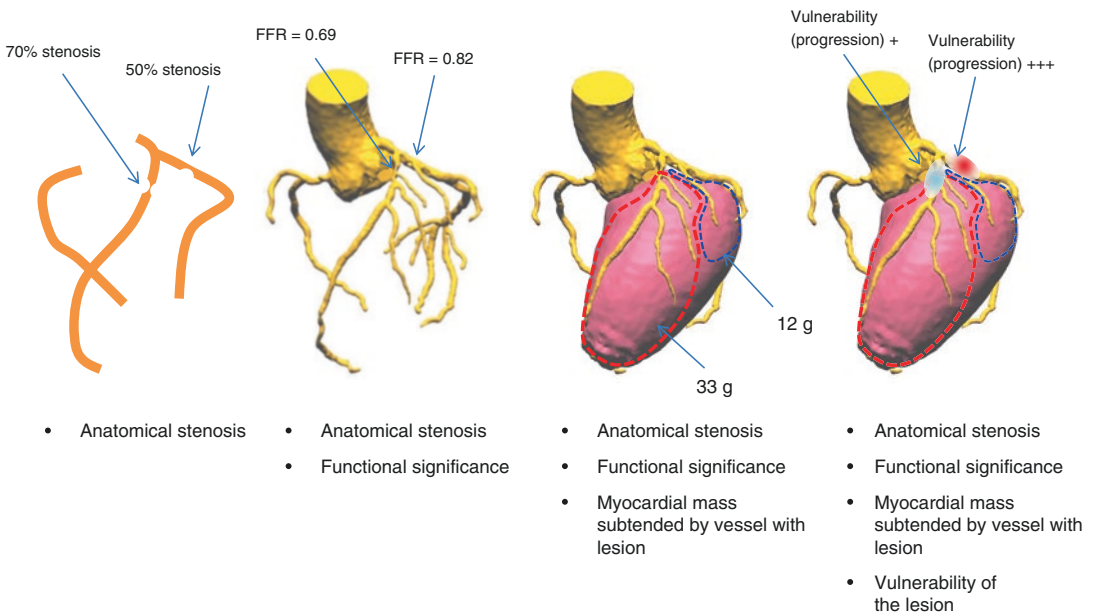 70% stenosis
50% stenosis
FFR = 0.69
FFR = 0.82
12 g
33 g
Vulnerability
(progression) +
Vulnerability
(progression) +++
• Anatomical stenosis
• Anatomical stenosis
• Functional significance
• Anatomical stenosis
• Functional significance
• Myocardial mass
subtended by vessel with
lesion
• Anatomical stenosis
• Functional significance
• Myocardial mass
subtended by vessel with
lesion
• Vulnerability of
the lesion